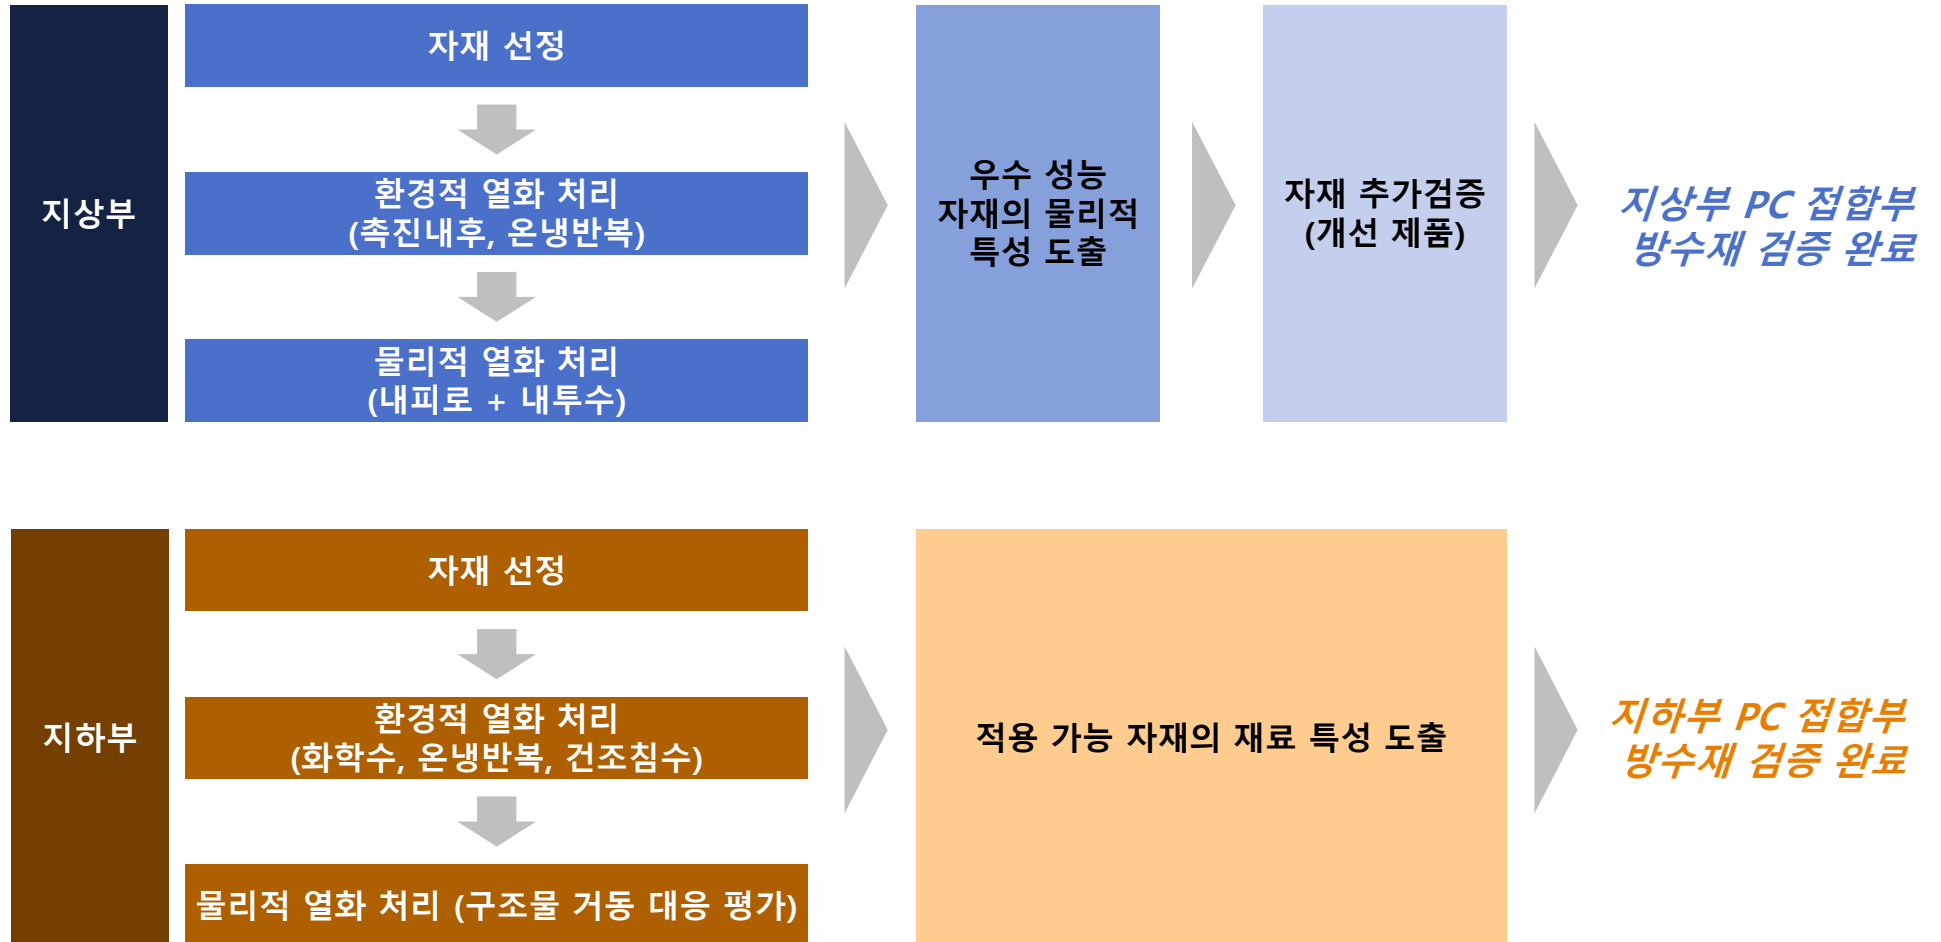 지상부
자재 선정
환경적 열화 처리
(촉진내후, 온냉반복)
물리적 열화 처리
(내피로 + 내투수)
우수 성능
자재의 물리적
특성 도출
자재 추가검증
(개선 제품)
지상부 PC 접합부
방수재 검증 완료
지하부
자재 선정
환경적 열화 처리
(화학수, 온냉반복, 건조침수)
물리적 열화 처리 (구조물 거동 대응 평가)
적용 가능 자재의 재료 특성 도출
지하부 PC 접합부
방수재 검증 완료